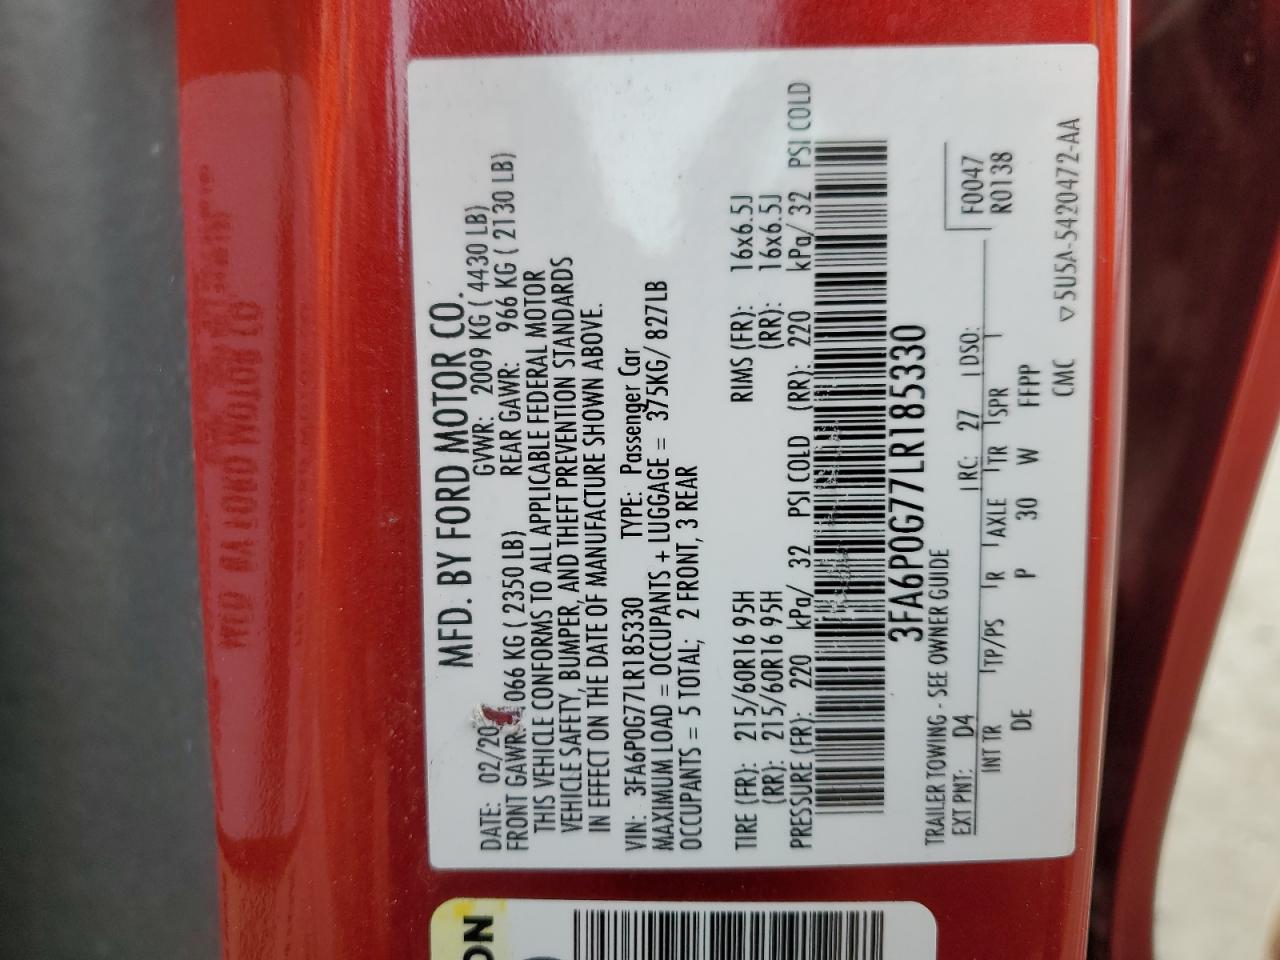 MFD. BY FORD MOTOR CO.
DATE: 02/20 GVWR: 2009 KG ( 4430 LB)
FRONT GAWR: 1066 KG ( 2350 LB) REAR GAWR: 966 KG ( 2130 LB)
THIS VEHICLE CONFORMS TO ALL APPLICABLE FEDERAL MOTOR
VEHICLE SAFETY, BUMPER, AND THEFT PREVENTION STANDARDS
IN EFFECT ON THE DATE OF MANUFACTURE SHOWN ABOVE.
VIN: 3FA6P0G77LR185330 TYPE: Passenger Car
MAXIMUM LOAD = OCCUPANTS + LUGGAGE = 375KG/ 827LB
OCCUPANTS = 5 TOTAL; 2 FRONT, 3 REAR
TIRE (FR): 215/60R16 95H RIMS (FR): 16x6.5J
(RR): 215/60R16 95H (RR): 16x6.5J
PRESSURE (FR): 220 kPa/ 32 PSI COLD (RR): 220 kPa/ 32 PSI COLD
3FA6P0G77LR185330
TRAILER TOWING - SEE OWNER GUIDE
EXT PNT: D4 RC: 27 DSO:
F0047
R0138
INT TR TP/PS R AXLE TR SPR
DE P 30 W FFPP
CMC ▽5U5A-5420472-AA
ON